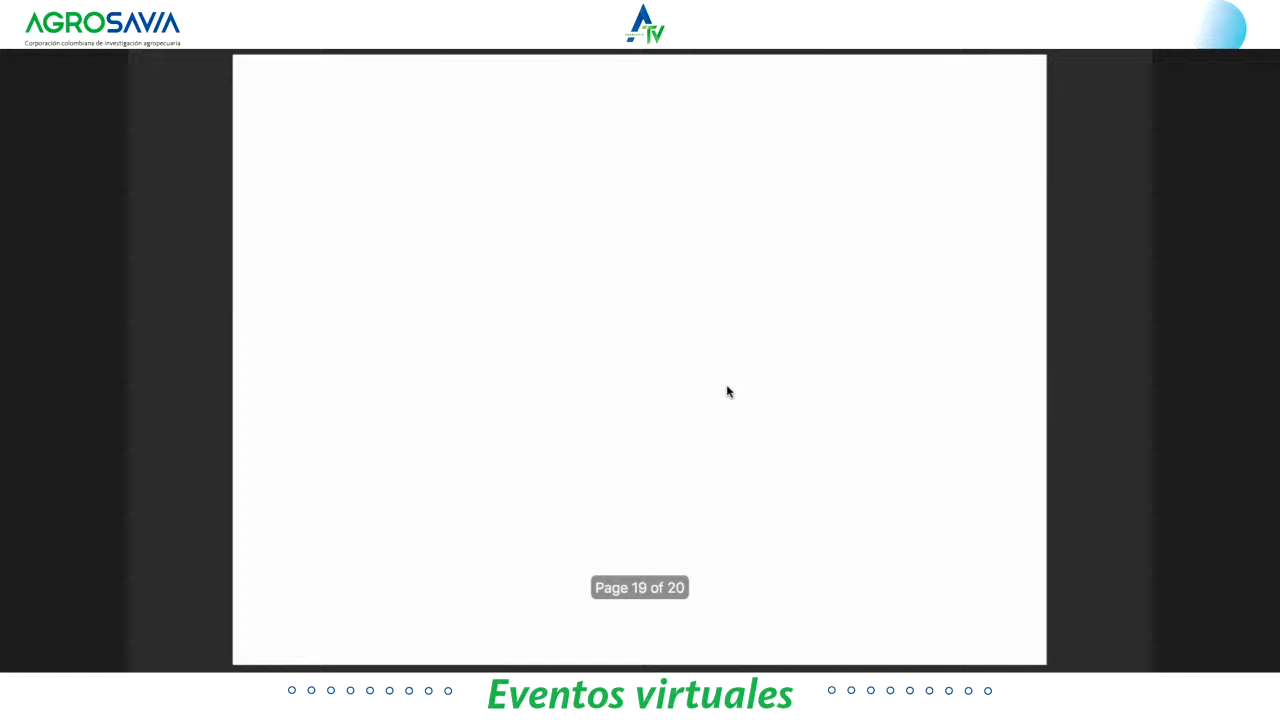 AGROSAVIA
Corporación colombiana de investigación agropecuaria
TV
Page 19 of 20
Eventos virtuales